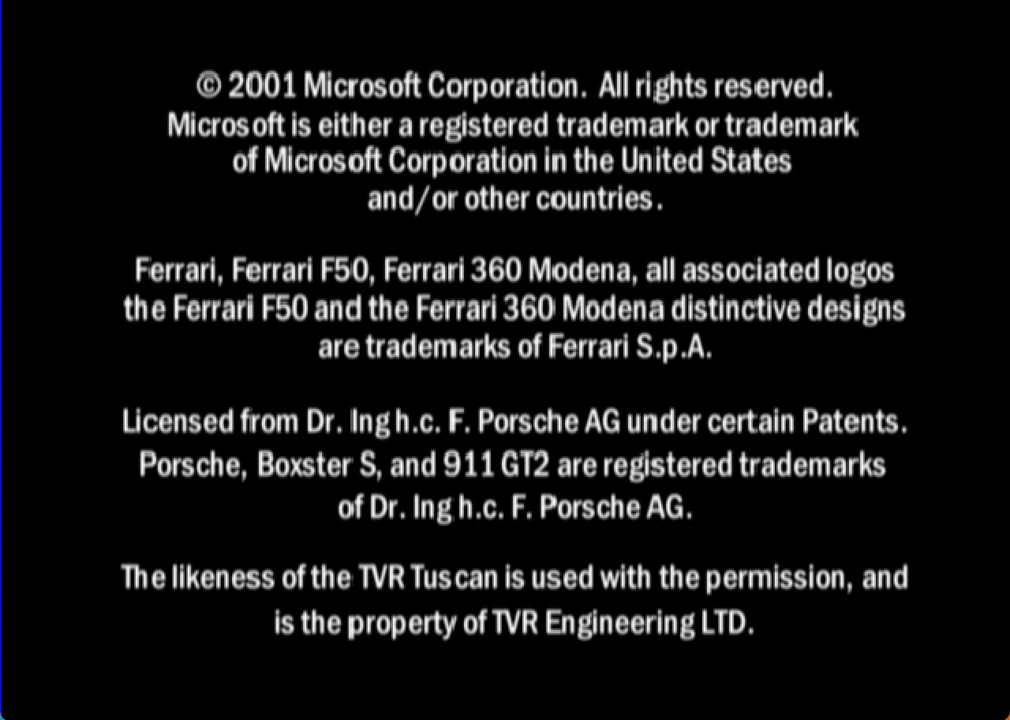 © 2001 Microsoft Corporation. All rights reserved.
Microsoft is either a registered trademark or trademark
of Microsoft Corporation in the United States
and/or other countries.
Ferrari, Ferrari F50, Ferrari 360 Modena, all associated logos
the Ferrari F50 and the Ferrari 360 Modena distinctive designs
are trademarks of Ferrari S.p.A.
Licensed from Dr. Ing h.c. F. Porsche AG under certain Patents.
Porsche, Boxster S, and 911 GT2 are registered trademarks
of Dr. Ing h.c. F. Porsche AG.
The likeness of the TVR Tuscan is used with the permission, and
is the property of TVR Engineering LTD.